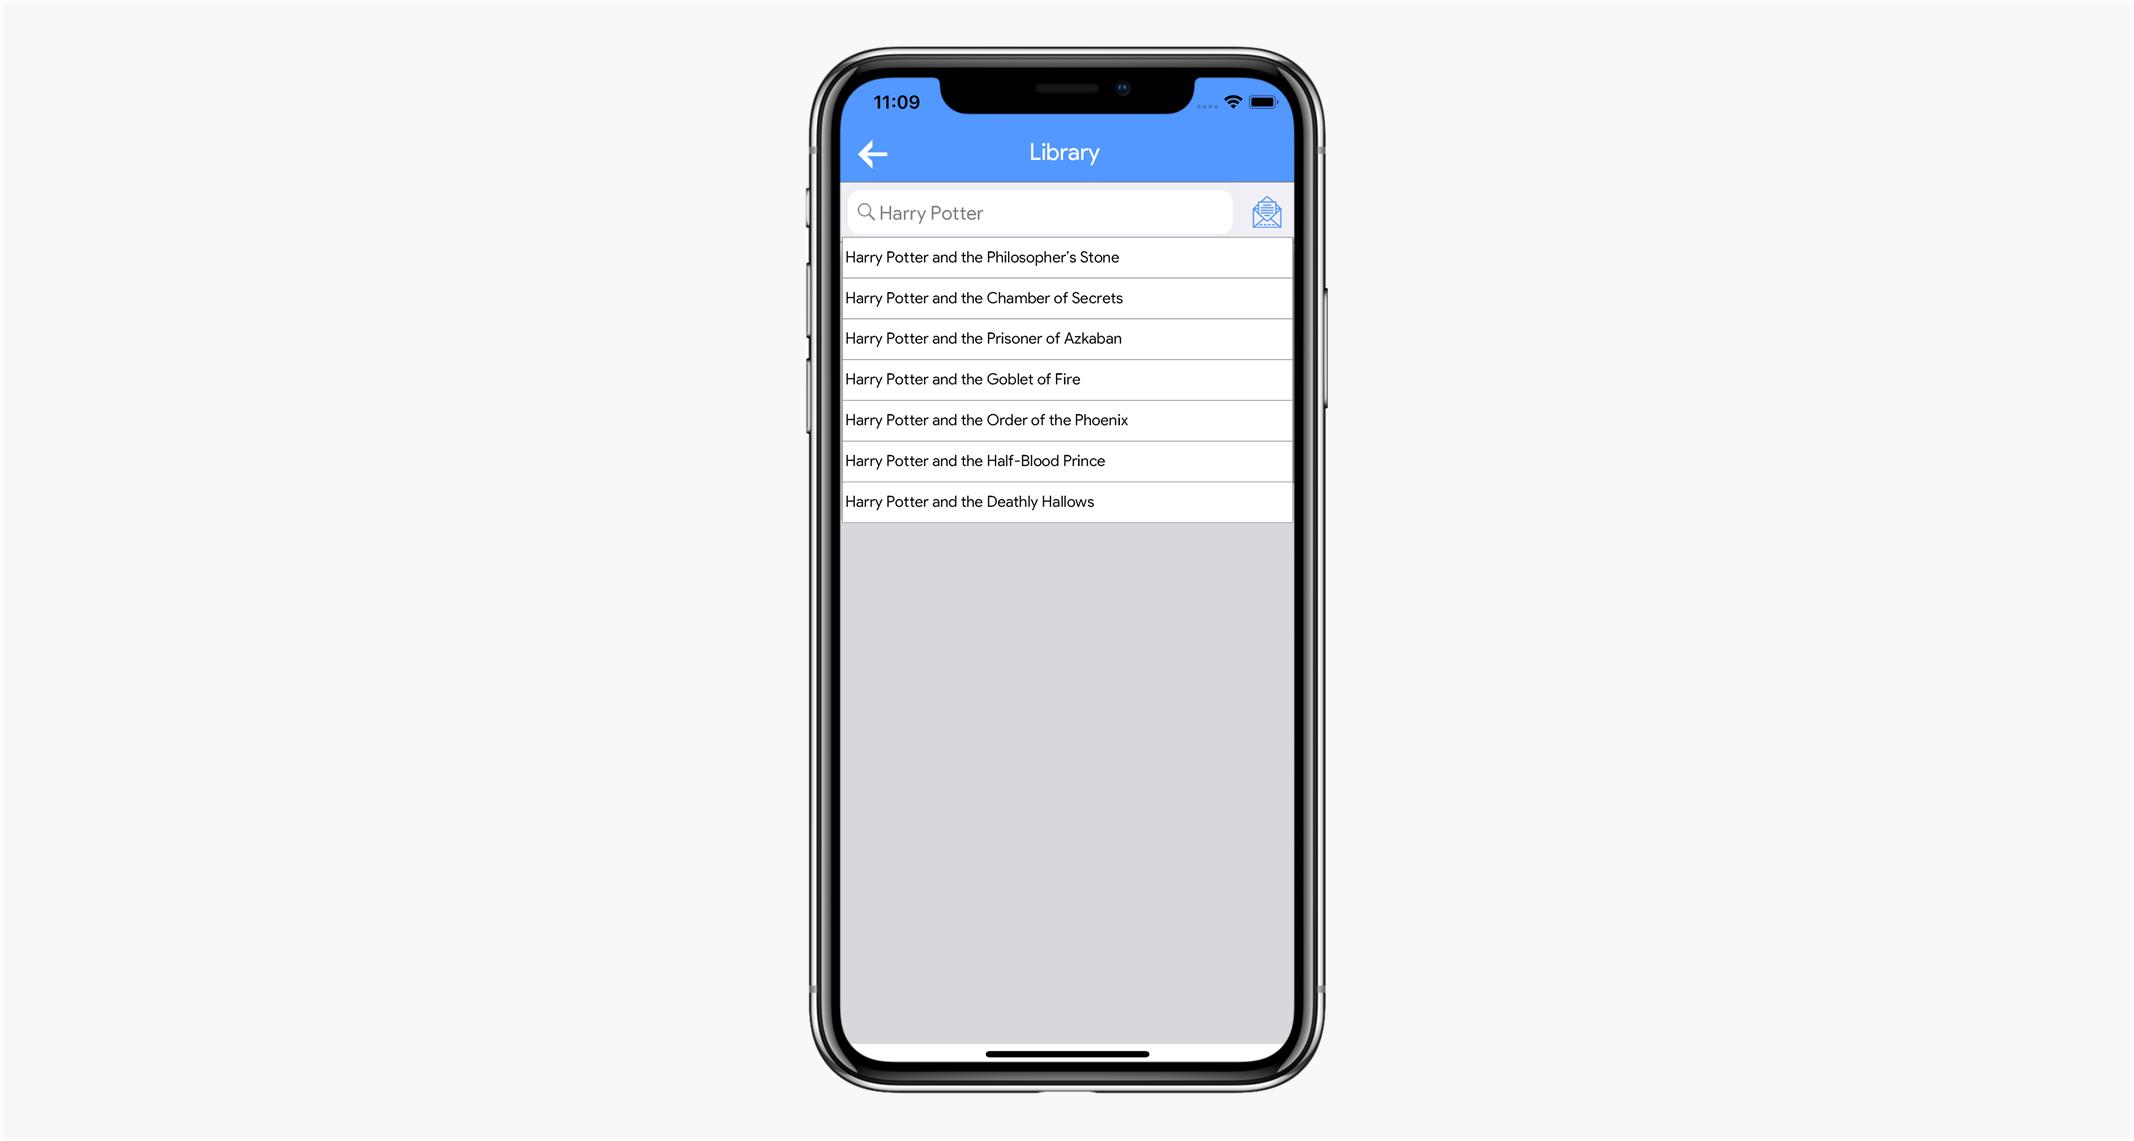 11:09
Library
Harry Potter
Harry Potter and the Philosopher's Stone
Harry Potter and the Chamber of Secrets
Harry Potter and the Prisoner of Azkaban
Harry Potter and the Goblet of Fire
Harry Potter and the Order of the Phoenix
Harry Potter and the Half-Blood Prince
Harry Potter and the Deathly Hallows